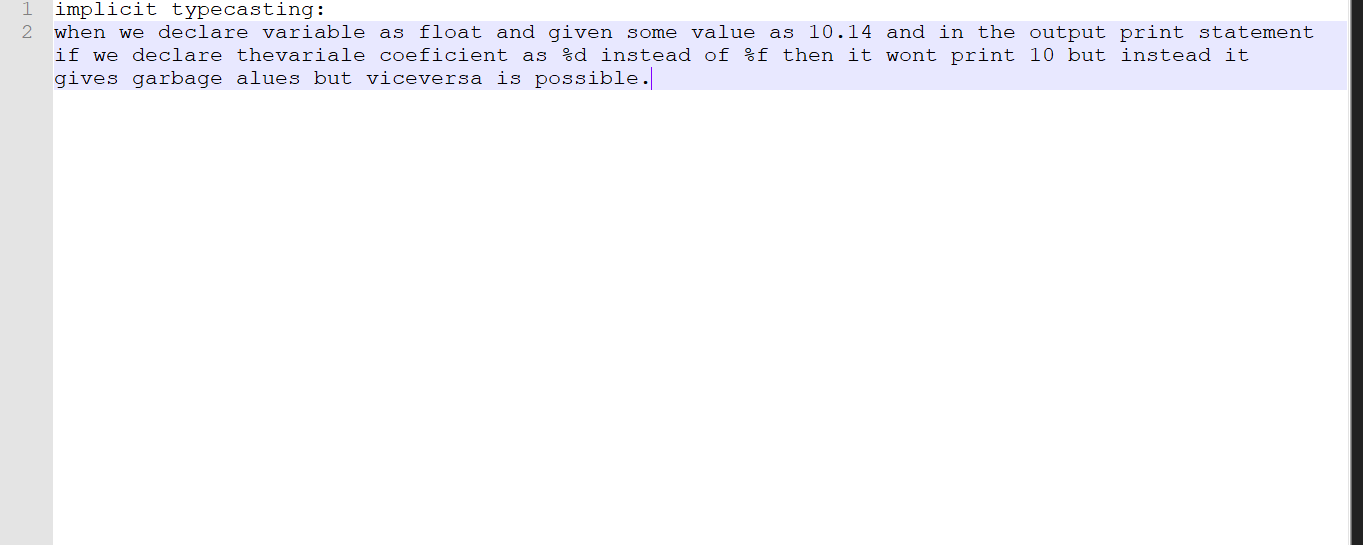 1 implicit typecasting:
2 when we declare variable as float and given some value as 10.14 and in the output print statement
if we declare thevariale coeficient as %d instead of %f then it wont print 10 but instead it
gives garbage alues but viceversa is possible.